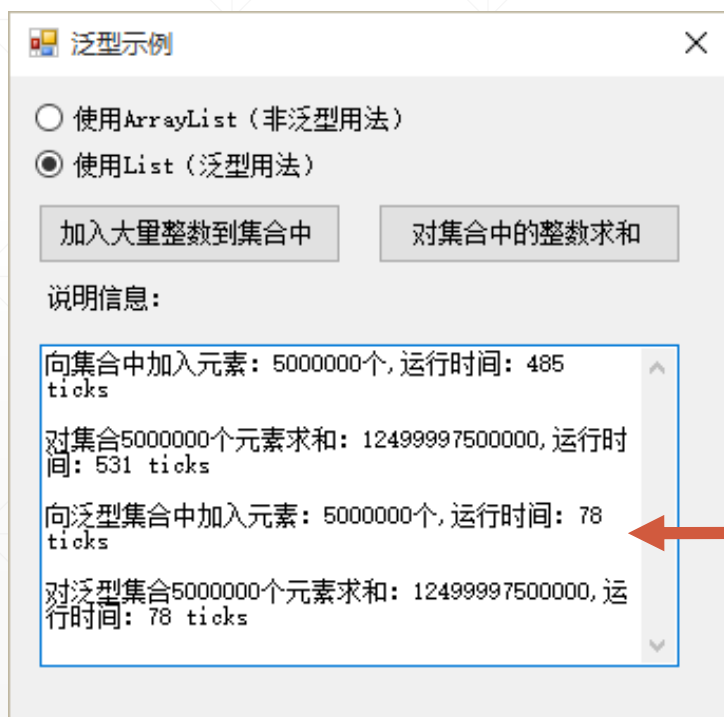 泛型示例
使用ArrayList（非泛型用法）
使用List（泛型用法）
加入大量整数到集合中
对集合中的整数求和
说明信息：
向集合中加入元素：5000000个,运行时间：485
ticks
对集合5000000个元素求和：12499997500000,运行时
间：531 ticks
向泛型集合中加入元素：5000000个,运行时间：78
ticks
对泛型集合5000000个元素求和：12499997500000,运
行时间：78 ticks